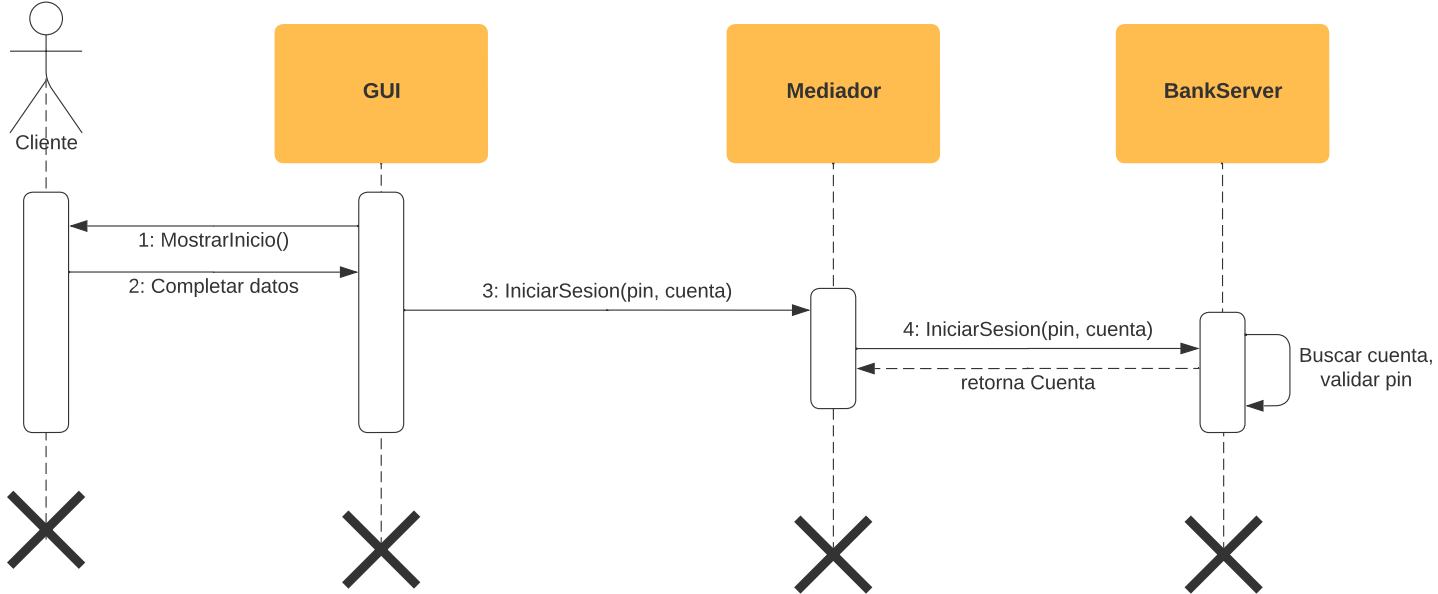 GUI
Mediador
BankServer
Cliente
1: MostrarInicio()
2: Completar datos
3: IniciarSesion(pin, cuenta)
4: IniciarSesion(pin, cuenta)
retorna Cuenta
Buscar cuenta,
validar pin